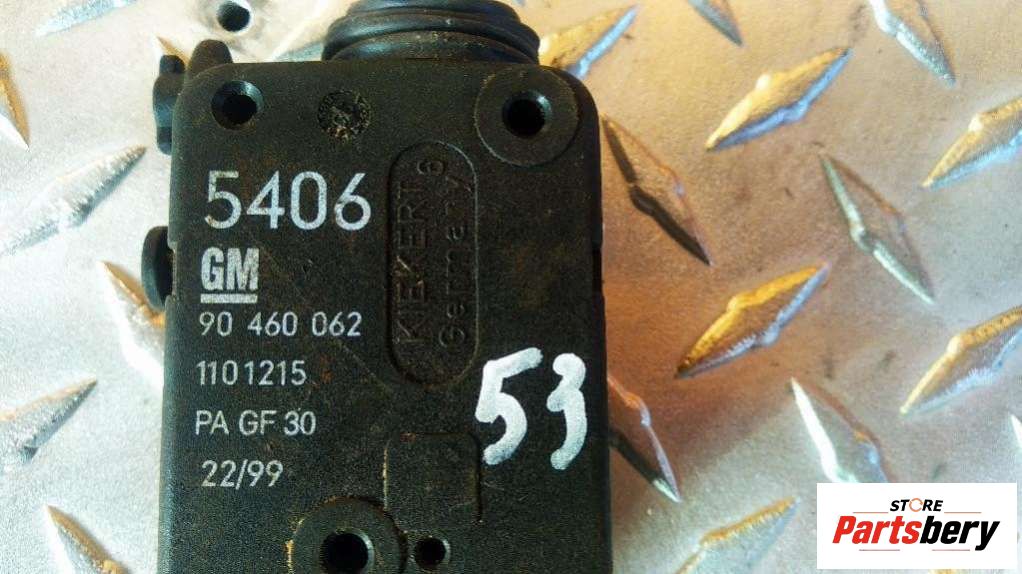 5406
GM
90 460 062
1101215
PA GF 30
22/99
KIEKERT
Germany
53
STORE
Partsbery